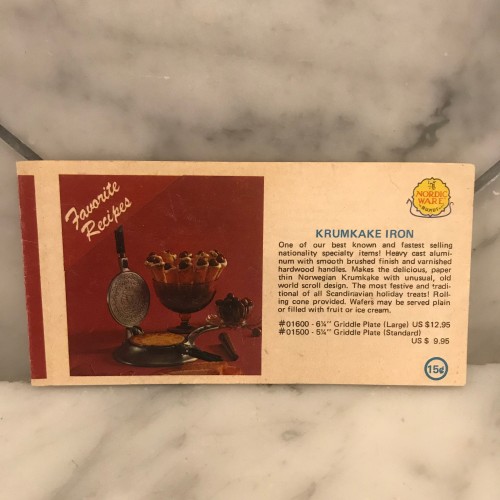 Favorite
Recipes
NORDIC
WARE
KRUMKAKE IRON
One of our best known and fastest selling
nationality specialty items! Heavy cast alumi-
num with smooth brushed finish and varnished
hardwood handles. Makes the delicious, paper
thin Norwegian Krumkake with unusual, old
world scroll design. The most festive and tradi-
tional of all Scandinavian holiday treats! Roll-
ing cone provided. Wafers may be served plain
or filled with fruit or ice cream.
#01600 - 6¼" Griddle Plate (Large) US $12.95
#01500 - 5¼" Griddle Plate (Standard)
US $ 9.95
15¢